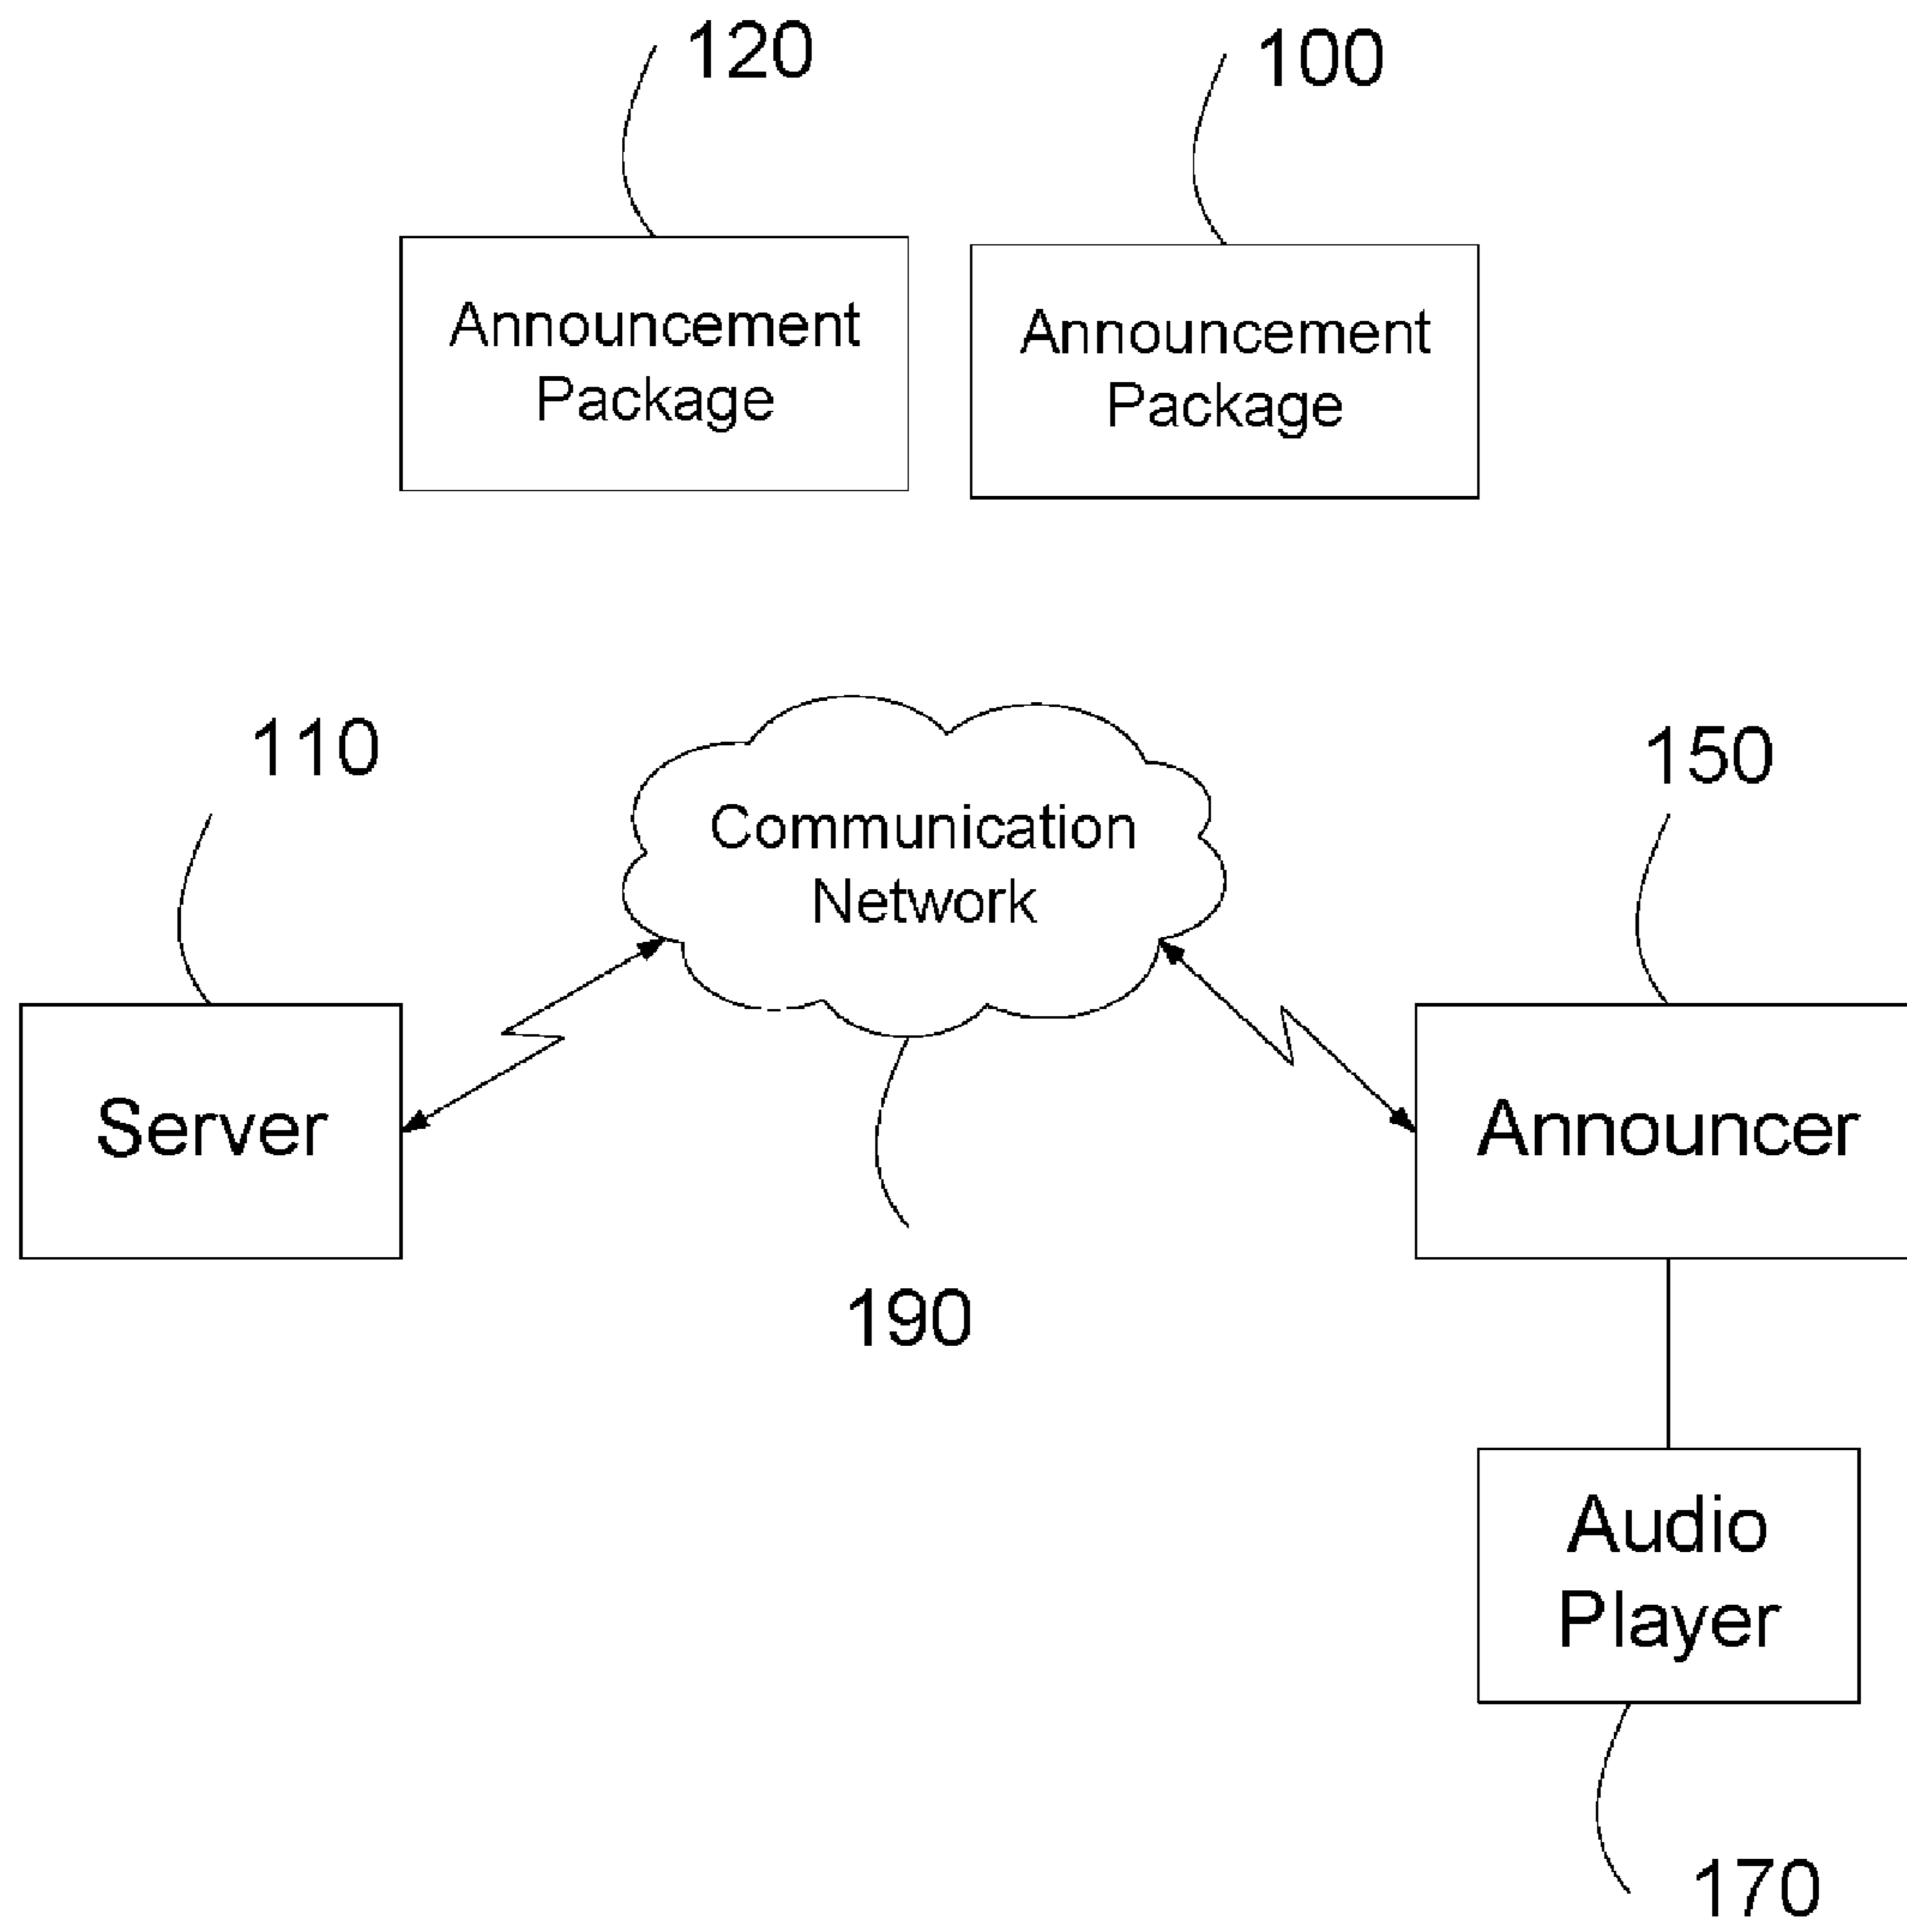 120
100
Announcement
Package
Announcement
Package
110
150
Communication
Network
Server
Announcer
190
Audio
Player
170